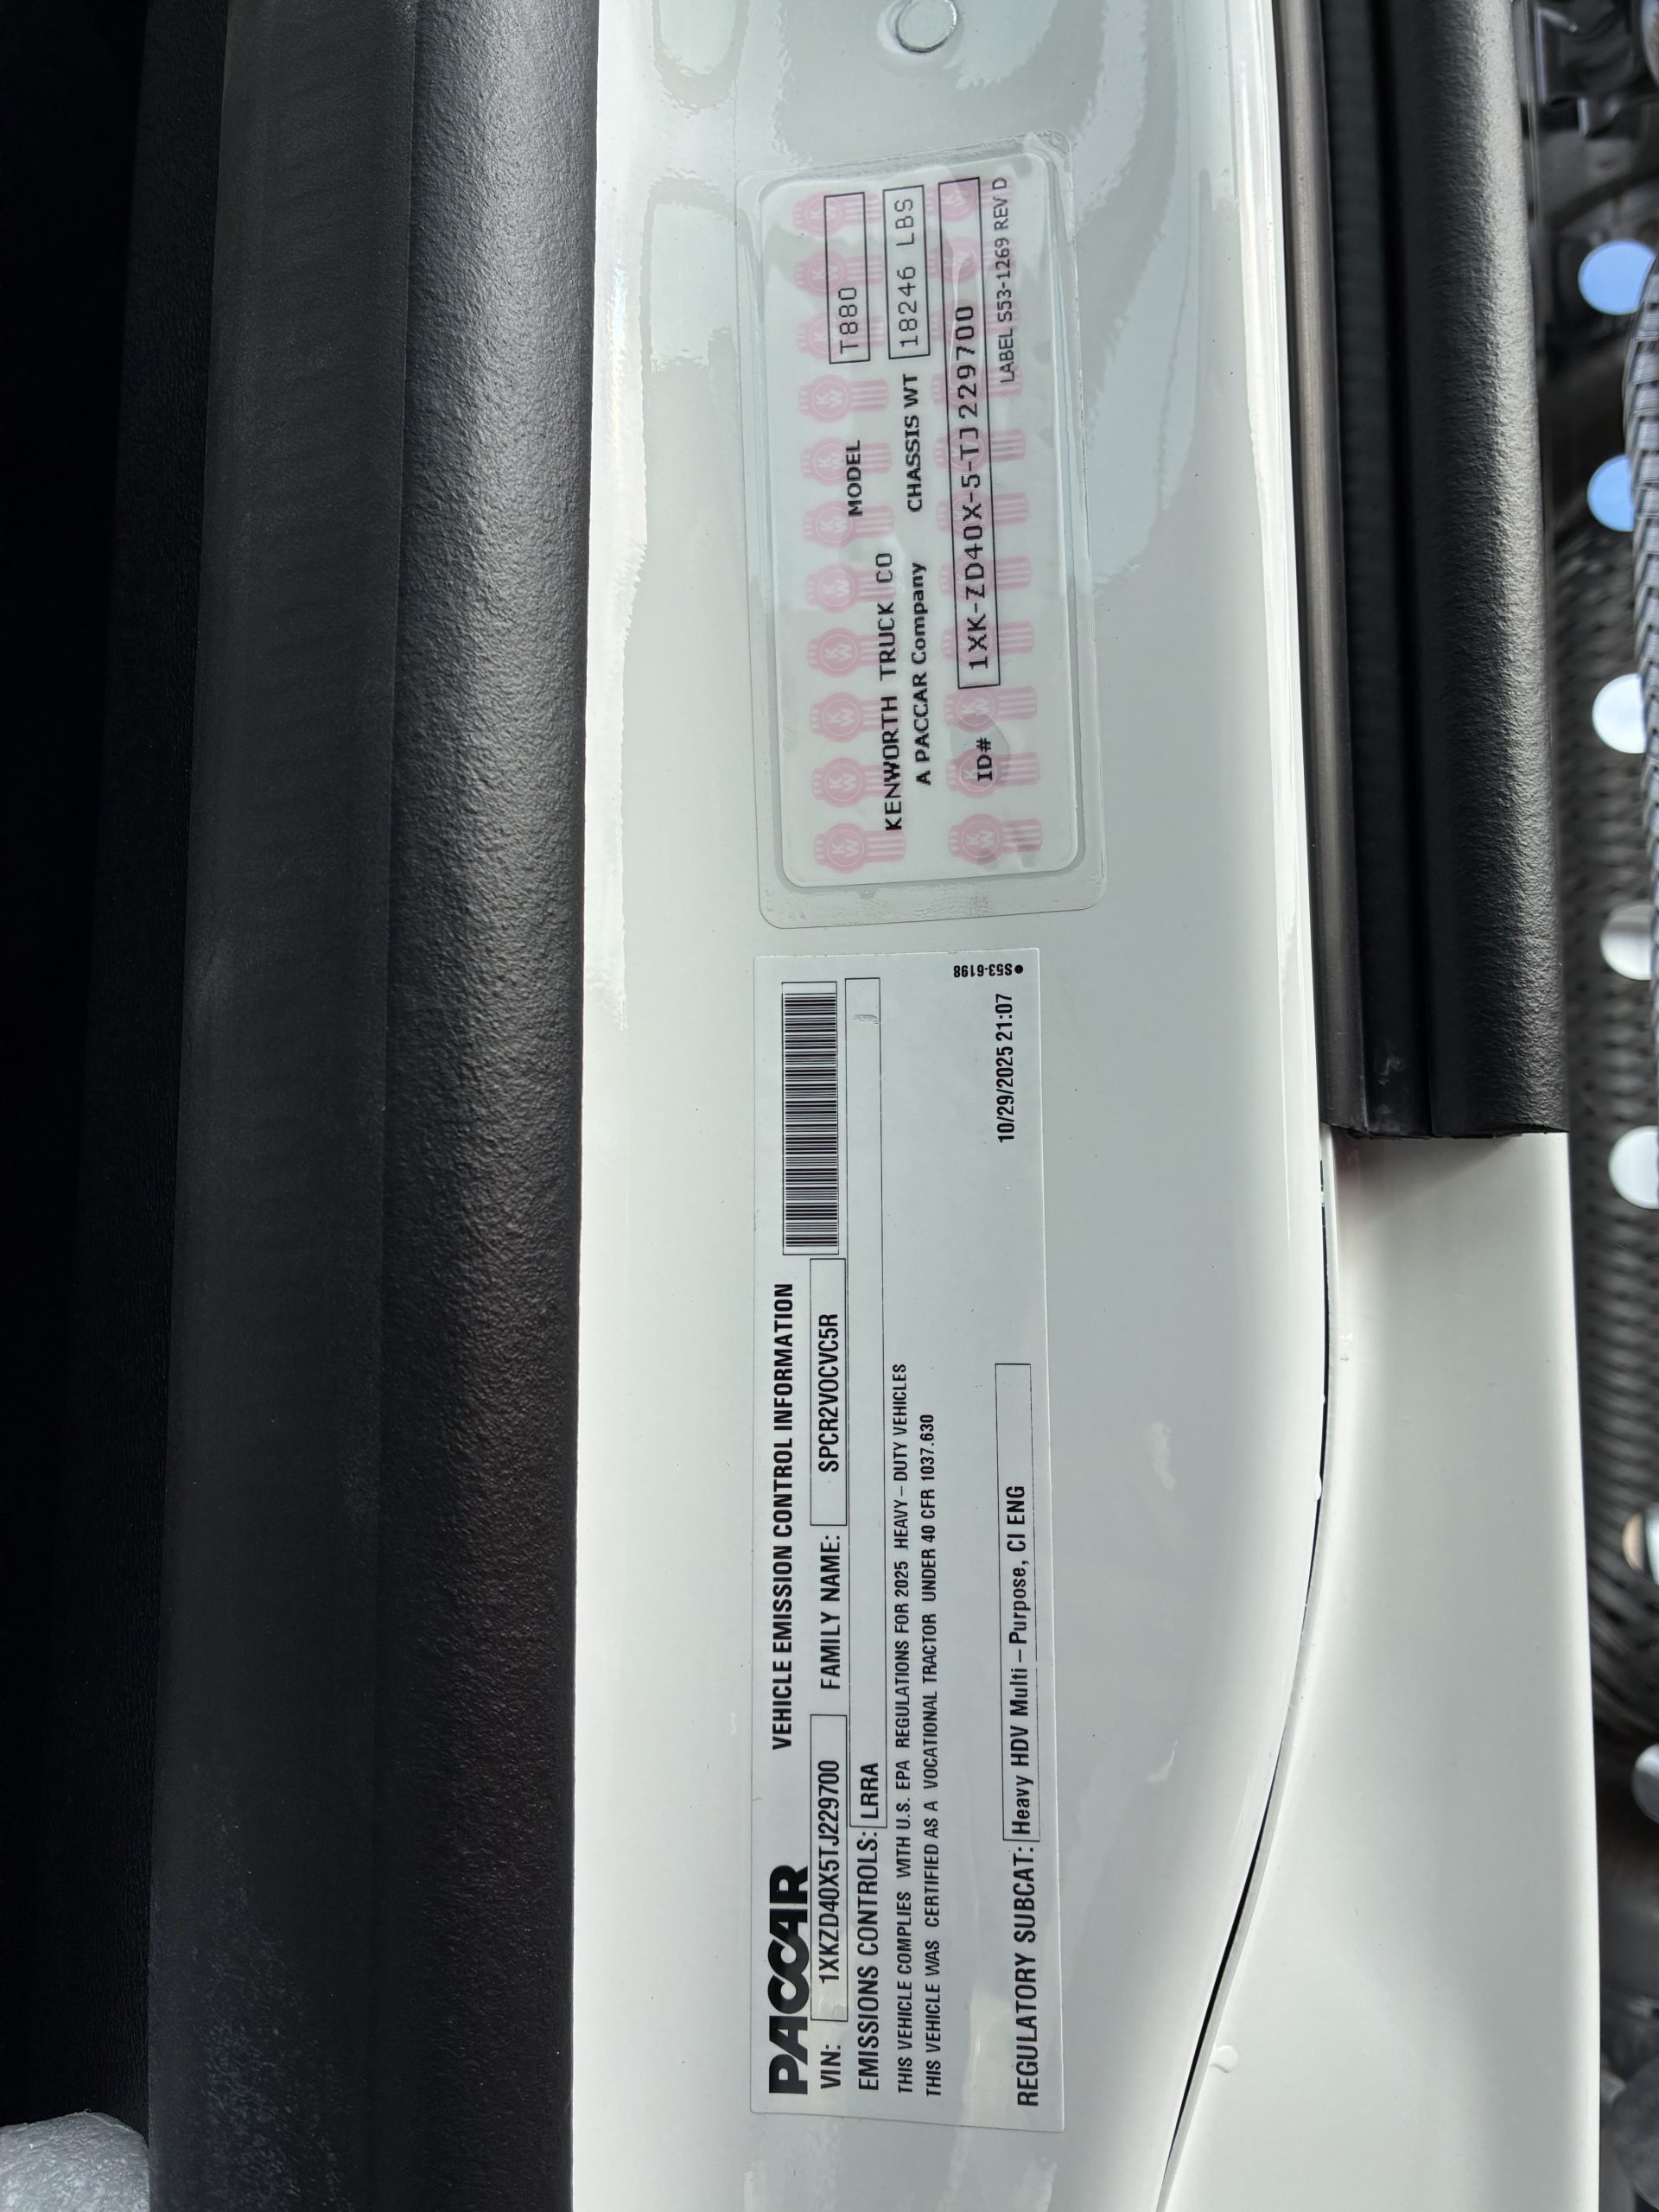 PACCAR VEHICLE EMISSION CONTROL INFORMATION
VIN: 1XKZD40X5TJ229700 FAMILY NAME: SPCR2VOCVC5R
EMISSIONS CONTROLS: LRRA
THIS VEHICLE COMPLIES WITH U.S. EPA REGULATIONS FOR 2025 HEAVY-DUTY VEHICLES
THIS VEHICLE WAS CERTIFIED AS A VOCATIONAL TRACTOR UNDER 40 CFR 1037.630
REGULATORY SUBCAT: Heavy HDV Multi-Purpose, CI ENG
10/29/2025 21:07
S53-6198
MODEL T880
KENWORTH TRUCK CO
A PACCAR Company CHASSIS WT 18246 LBS
ID# 1XK-ZD40X-5-TJ229700
LABEL S53-1269 REV D